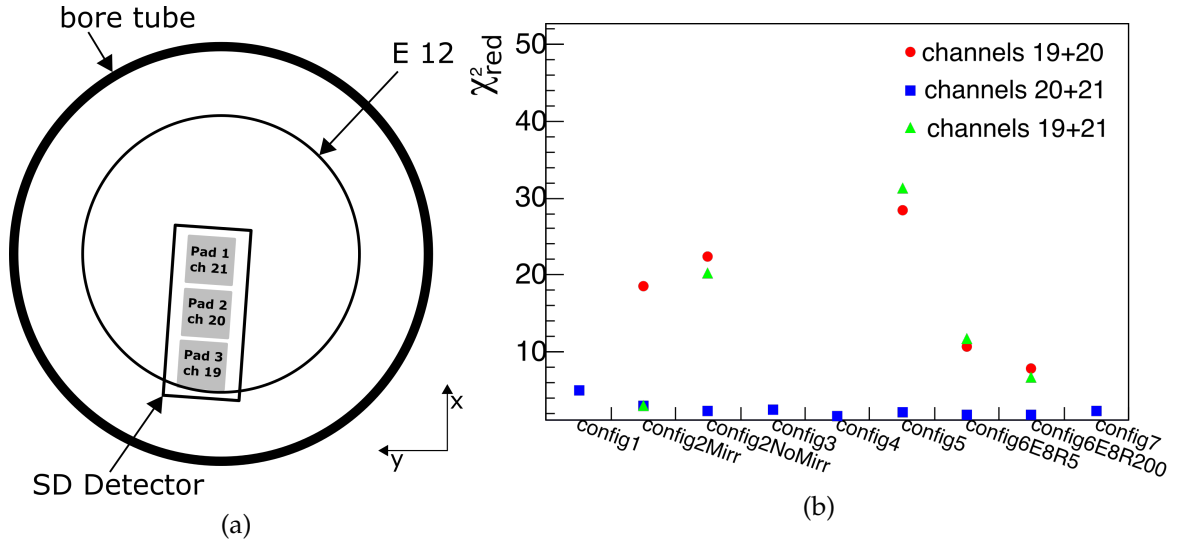 bore tube
E 12
Pad 1
ch 21
Pad 2
ch 20
Pad 3
ch 19
x
y
SD Detector
(a)
χ²red
50
40
30
20
10
channels 19+20
channels 20+21
channels 19+21
config1
config2Mirr
config2NoMirr
config3
config4
config5
config6E8R5
config6E8R200
config7
(b)